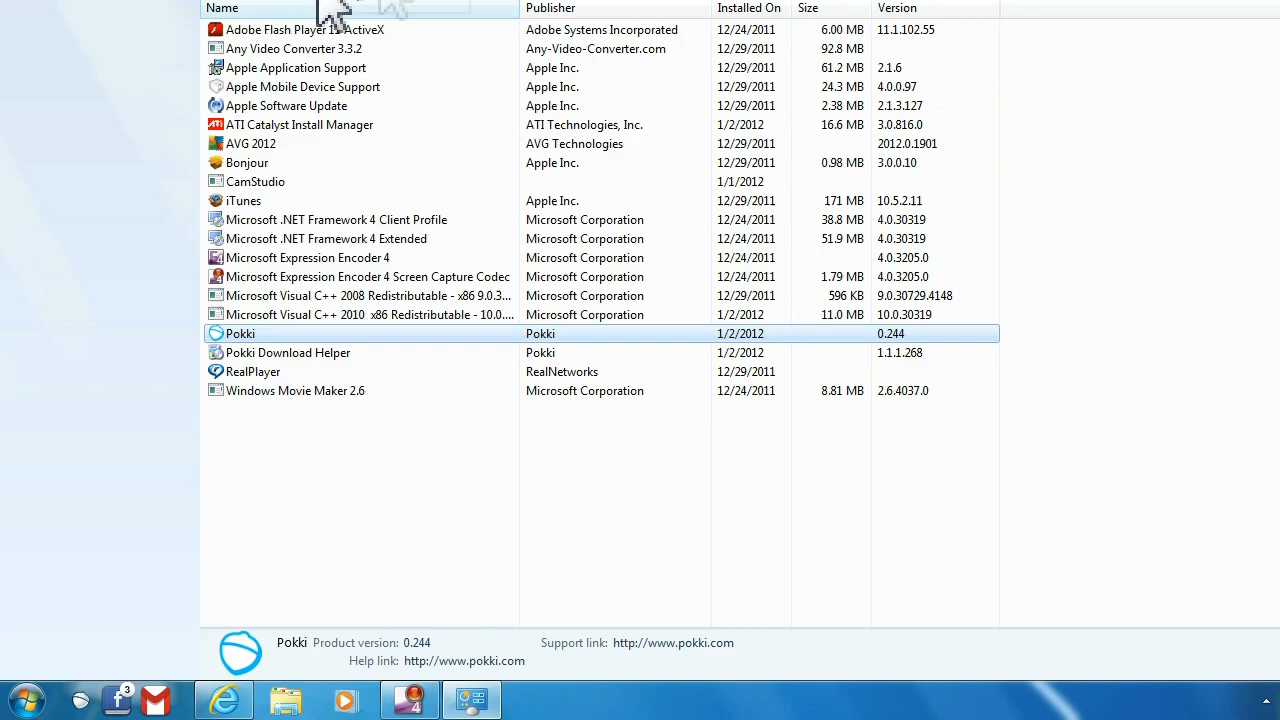 Name Publisher Installed On Size Version
Adobe Flash Player 11 ActiveX Adobe Systems Incorporated 12/24/2011 6.00 MB 11.1.102.55
Any Video Converter 3.3.2 Any-Video-Converter.com 12/29/2011 92.8 MB
Apple Application Support Apple Inc. 12/29/2011 61.2 MB 2.1.6
Apple Mobile Device Support Apple Inc. 12/29/2011 24.3 MB 4.0.0.97
Apple Software Update Apple Inc. 12/29/2011 2.38 MB 2.1.3.127
ATI ATI Catalyst Install Manager ATI Technologies, Inc. 1/2/2012 16.6 MB 3.0.816.0
AVG 2012 AVG Technologies 12/29/2011 2012.0.1901
Bonjour Apple Inc. 12/29/2011 0.98 MB 3.0.0.10
CamStudio 1/1/2012
iTunes Apple Inc. 12/29/2011 171 MB 10.5.2.11
Microsoft .NET Framework 4 Client Profile Microsoft Corporation 12/24/2011 38.8 MB 4.0.30319
Microsoft .NET Framework 4 Extended Microsoft Corporation 12/24/2011 51.9 MB 4.0.30319
Microsoft Expression Encoder 4 Microsoft Corporation 12/24/2011 4.0.3205.0
Microsoft Expression Encoder 4 Screen Capture Codec Microsoft Corporation 12/24/2011 1.79 MB 4.0.3202.0
Microsoft Visual C++ 2008 Redistributable - x86 9.0.3... Microsoft Corporation 12/29/2011 596 KB 9.0.30729.4148
Microsoft Visual C++ 2010 x86 Redistributable - 10.0.... Microsoft Corporation 1/2/2012 11.0 MB 10.0.30319
Pokki Pokki 1/2/2012 0.244
Pokki Download Helper Pokki 1/2/2012 1.1.1.268
RealPlayer RealNetworks 12/29/2011
Windows Movie Maker 2.6 Microsoft Corporation 12/24/2011 8.81 MB 2.6.4037.0
Pokki Product version: 0.244 Support link: http://www.pokki.com
Help link: http://www.pokki.com
f 3 4